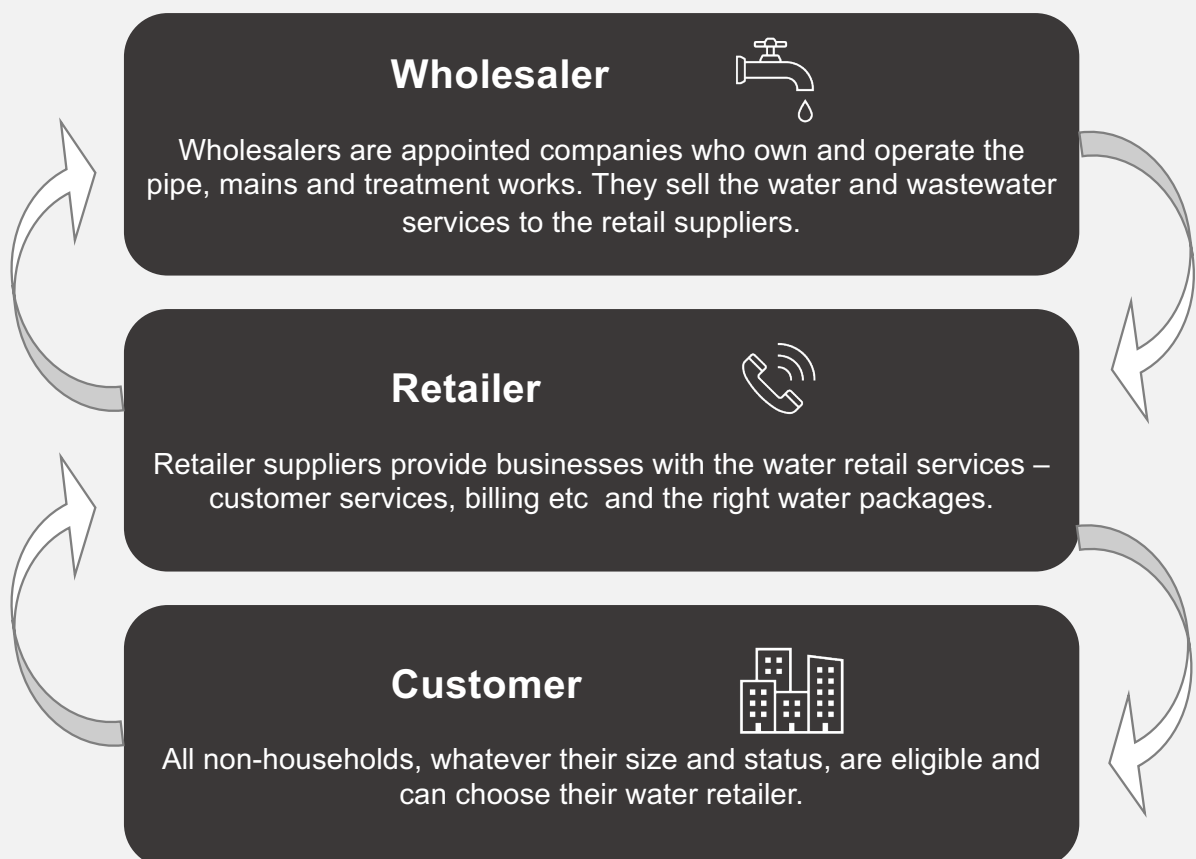 Wholesaler
Wholesalers are appointed companies who own and operate the
pipe, mains and treatment works. They sell the water and wastewater
services to the retail suppliers.
Retailer
Retailer suppliers provide businesses with the water retail services –
customer services, billing etc  and the right water packages.
Customer
All non-households, whatever their size and status, are eligible and
can choose their water retailer.